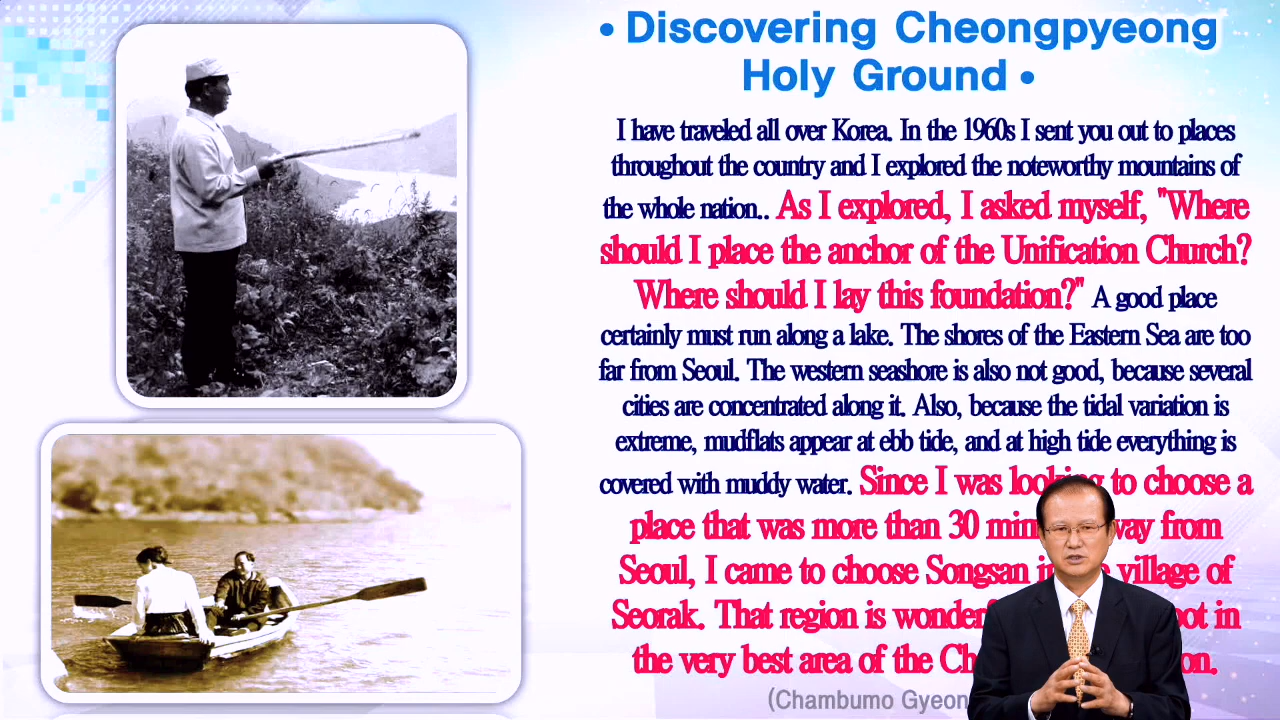 • Discovering Cheongpyeong
Holy Ground •
I have traveled all over Korea. In the 1960s I sent you out to places
throughout the country and I explored the noteworthy mountains of
the whole nation.. As I explored, I asked myself, "Where
should I place the anchor of the Unification Church?
Where should I lay this foundation?" A good place
certainly must run along a lake. The shores of the Eastern Sea are too
far from Seoul. The western seashore is also not good, because several
cities are concentrated along it. Also, because the tidal variation is
extreme, mudflats appear at ebb tide, and at high tide everything is
covered with muddy water. Since I was looking to choose a
place that was more than 30 from
Seoul, I came to choose Songsan village of
Seorak. That region is in
the very best area of the
(Chambumo